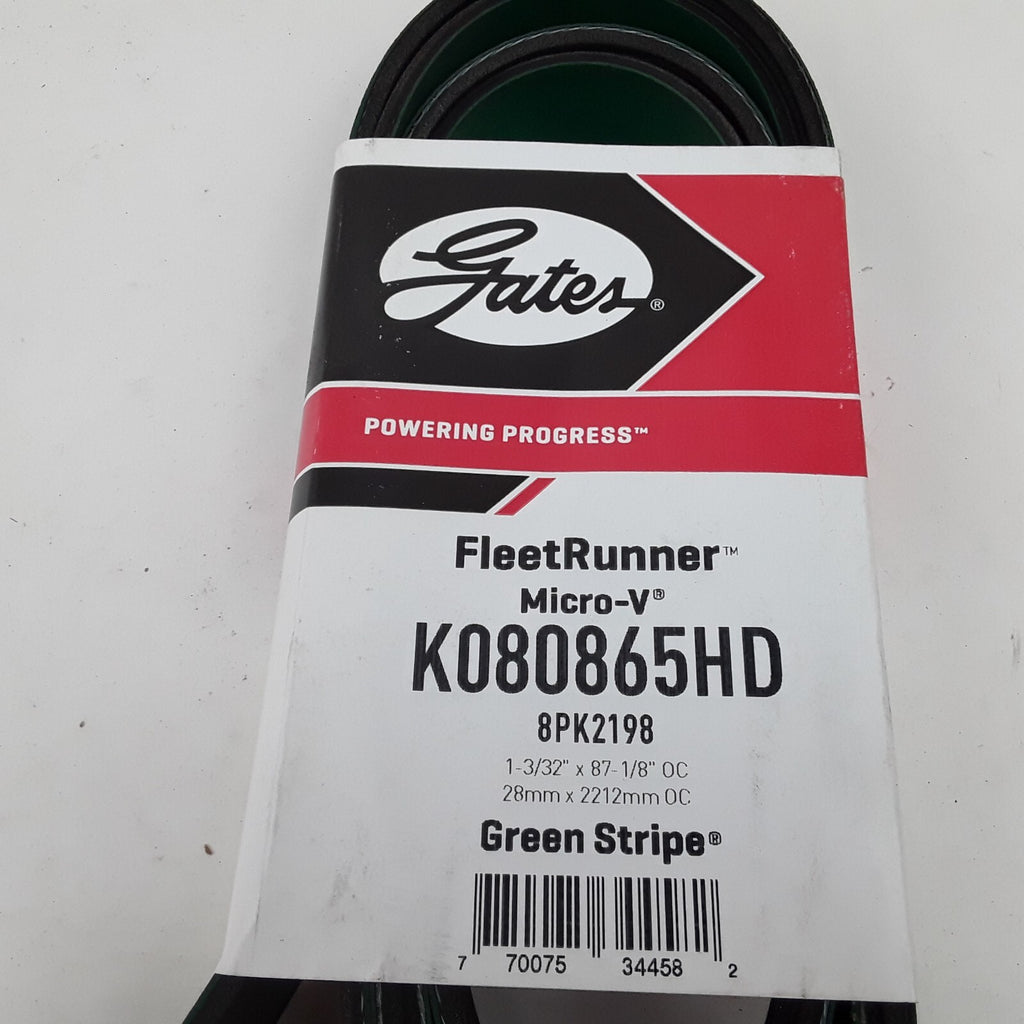 Gates®
POWERING PROGRESS™
FleetRunner™
Micro-V®
K080865HD
8PK2198
1-3/32" x 87-1/8" OC
28mm x 2212mm OC
Green Stripe®
7 70075 34458 2